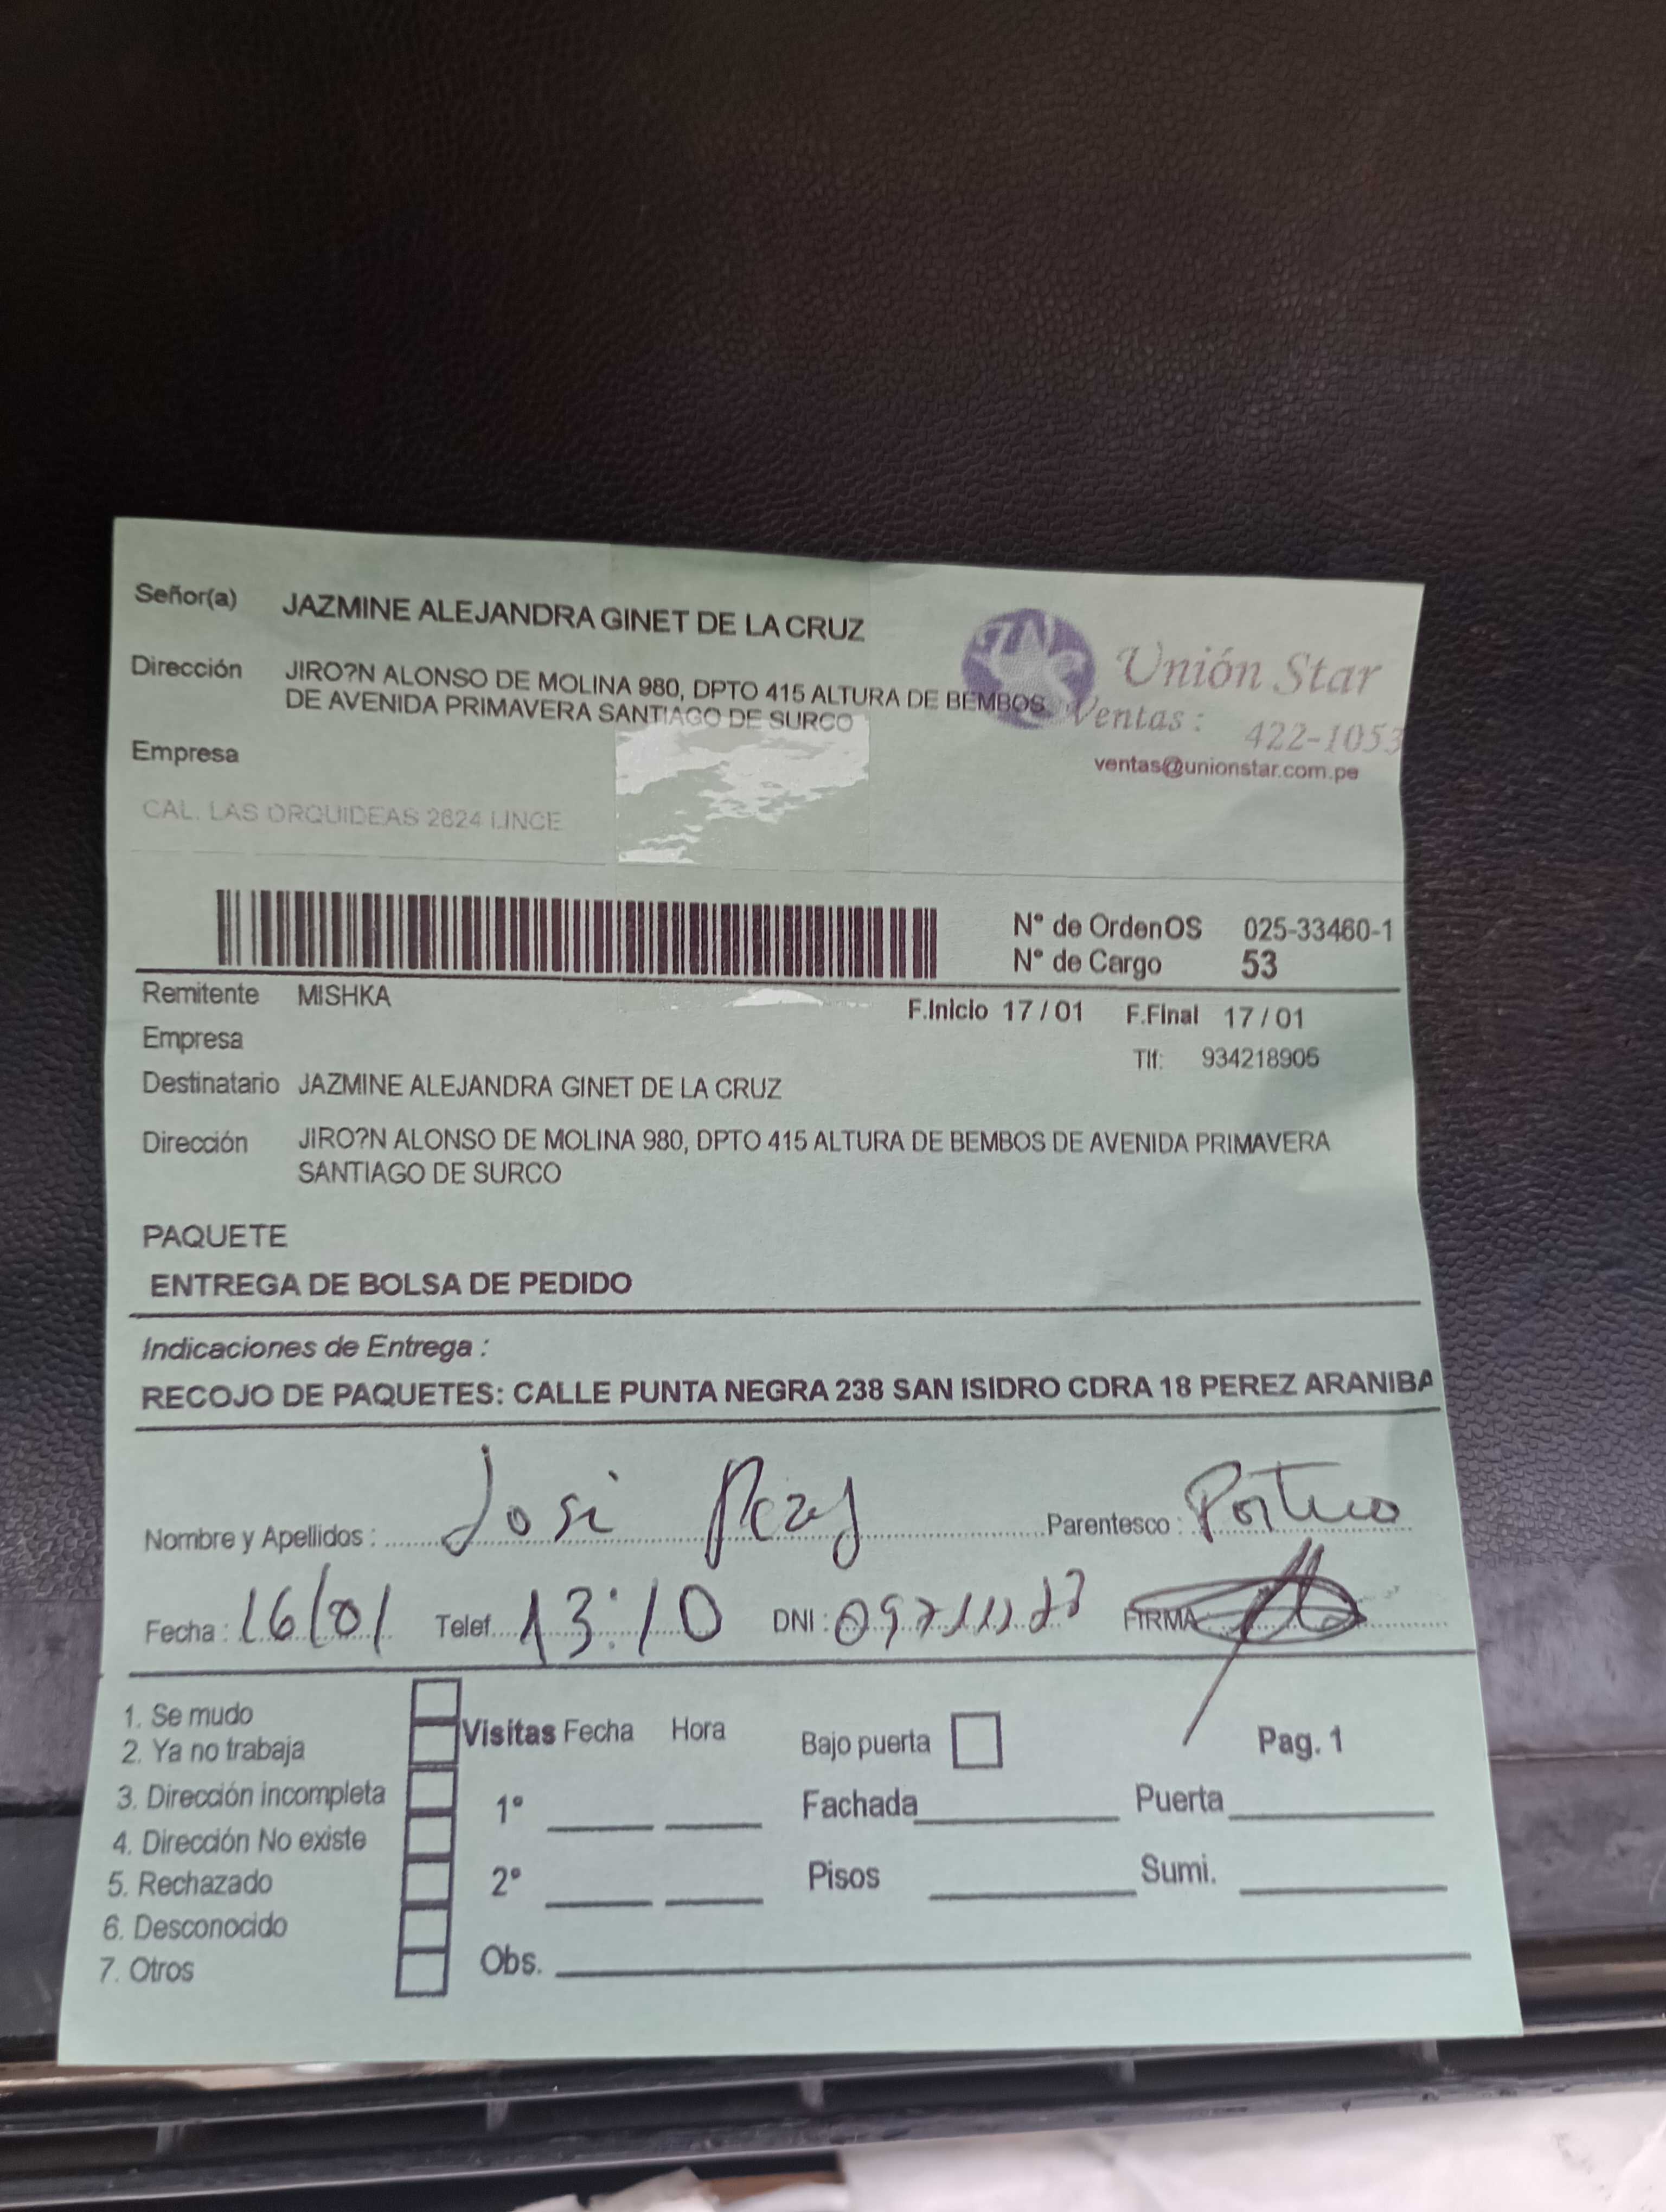 Señor(a) JAZMINE ALEJANDRA GINET DE LA CRUZ
Dirección JIRO?N ALONSO DE MOLINA 980, DPTO 415 ALTURA DE BEMBOS
DE AVENIDA PRIMAVERA SANTIAGO DE SURCO
Unión Star
Ventas : 422-1053
ventas@unionstar.com.pe
Empresa
CAL. LAS ORQUIDEAS 2624 LINCE
N° de OrdenOS 025-33460-1
N° de Cargo 53
Remitente MISHKA
F.Inicio 17 / 01 F.Final 17 / 01
Empresa
Tlf: 934218905
Destinatario JAZMINE ALEJANDRA GINET DE LA CRUZ
Dirección JIRO?N ALONSO DE MOLINA 980, DPTO 415 ALTURA DE BEMBOS DE AVENIDA PRIMAVERA
SANTIAGO DE SURCO
PAQUETE
ENTREGA DE BOLSA DE PEDIDO
Indicaciones de Entrega :
RECOJO DE PAQUETES: CALLE PUNTA NEGRA 238 SAN ISIDRO CDRA 18 PEREZ ARANIBA
Nombre y Apellidos : José Parentesco :
Fecha : 16/01 Telef. 13:10 DNI : FIRMA :
1. Se mudo
2. Ya no trabaja
3. Dirección incompleta
4. Dirección No existe
5. Rechazado
6. Desconocido
7. Otros
Visitas Fecha Hora
1°
2°
Obs.
Bajo puerta
Pag. 1
Fachada Puerta
Pisos Sumi.